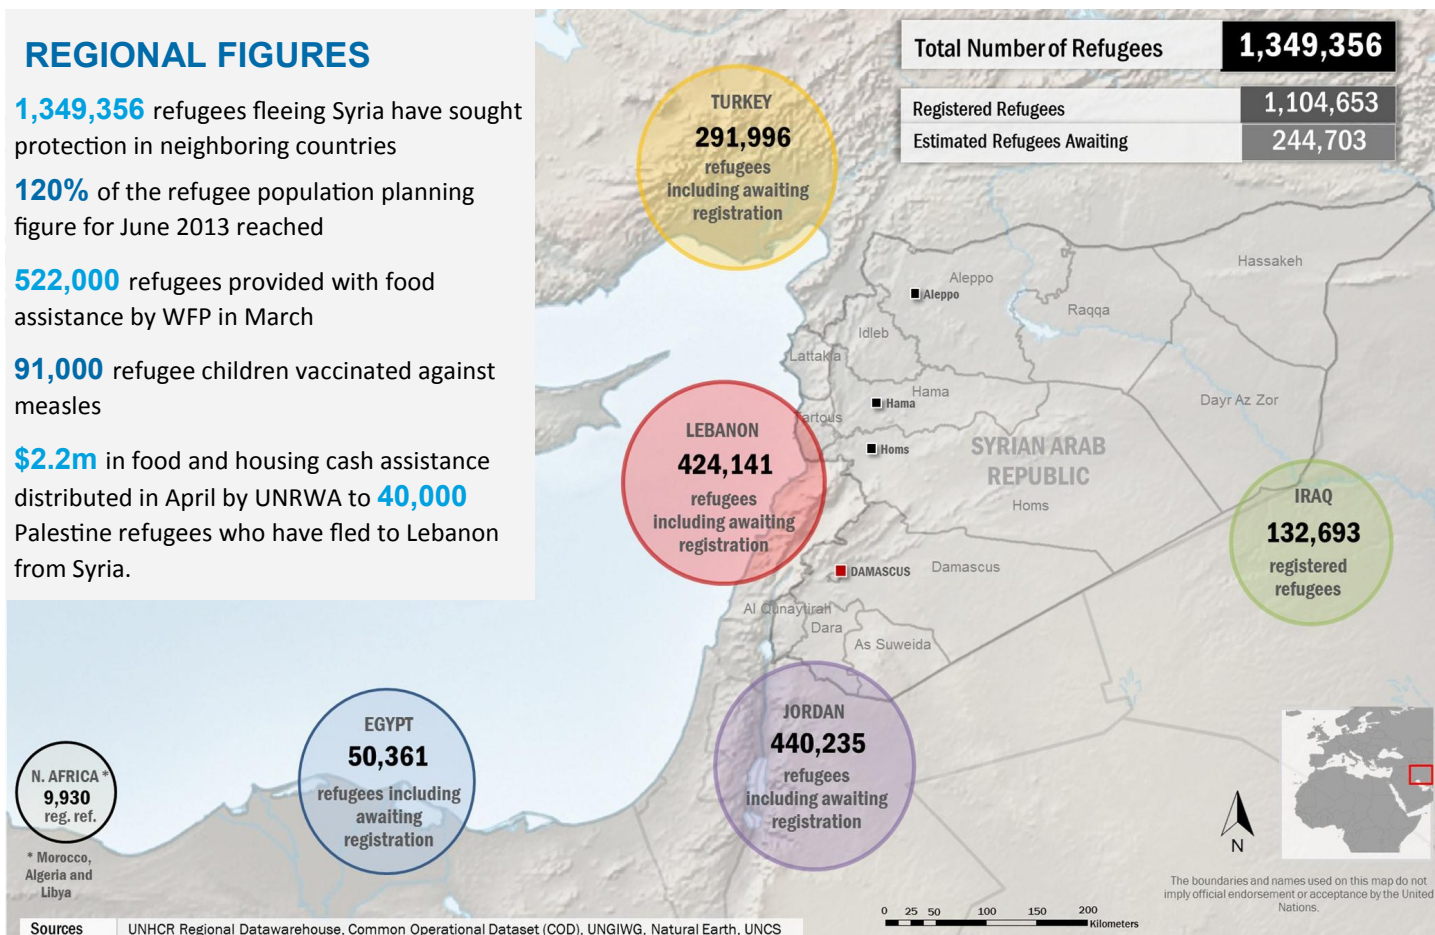 REGIONAL FIGURES
1,349,356 refugees fleeing Syria have sought
protection in neighboring countries
120% of the refugee population planning
figure for June 2013 reached
522,000 refugees provided with food
assistance by WFP in March
91,000 refugee children vaccinated against
measles
$2.2m in food and housing cash assistance
distributed in April by UNRWA to 40,000
Palestine refugees who have fled to Lebanon
from Syria.
Total Number of Refugees 1,349,356
Registered Refugees 1,104,653
Estimated Refugees Awaiting 244,703
TURKEY
291,996
refugees
including awaiting
registration
Hassakeh
Aleppo
Aleppo
Raqqa
Idleb
Lattakia
Hama
Hama
Tartous
Dayr Az Zor
Homs
SYRIAN ARAB
REPUBLIC
Homs
LEBANON
424,141
refugees
including awaiting
registration
IRAQ
132,693
registered
refugees
DAMASCUS
Damascus
Al Qunaytirah
Dara
As Suweida
JORDAN
440,235
refugees
including awaiting
registration
EGYPT
50,361
refugees including
awaiting
registration
N. AFRICA *
9,930
reg. ref.
* Morocco,
Algeria and
Libya
N
The boundaries and names used on this map do not
imply official endorsement or acceptance by the United
Nations.
0 25 50 100 150 200
Kilometers
Sources UNHCR Regional Datawarehouse, Common Operational Dataset (COD), UNGIWG, Natural Earth, UNCS